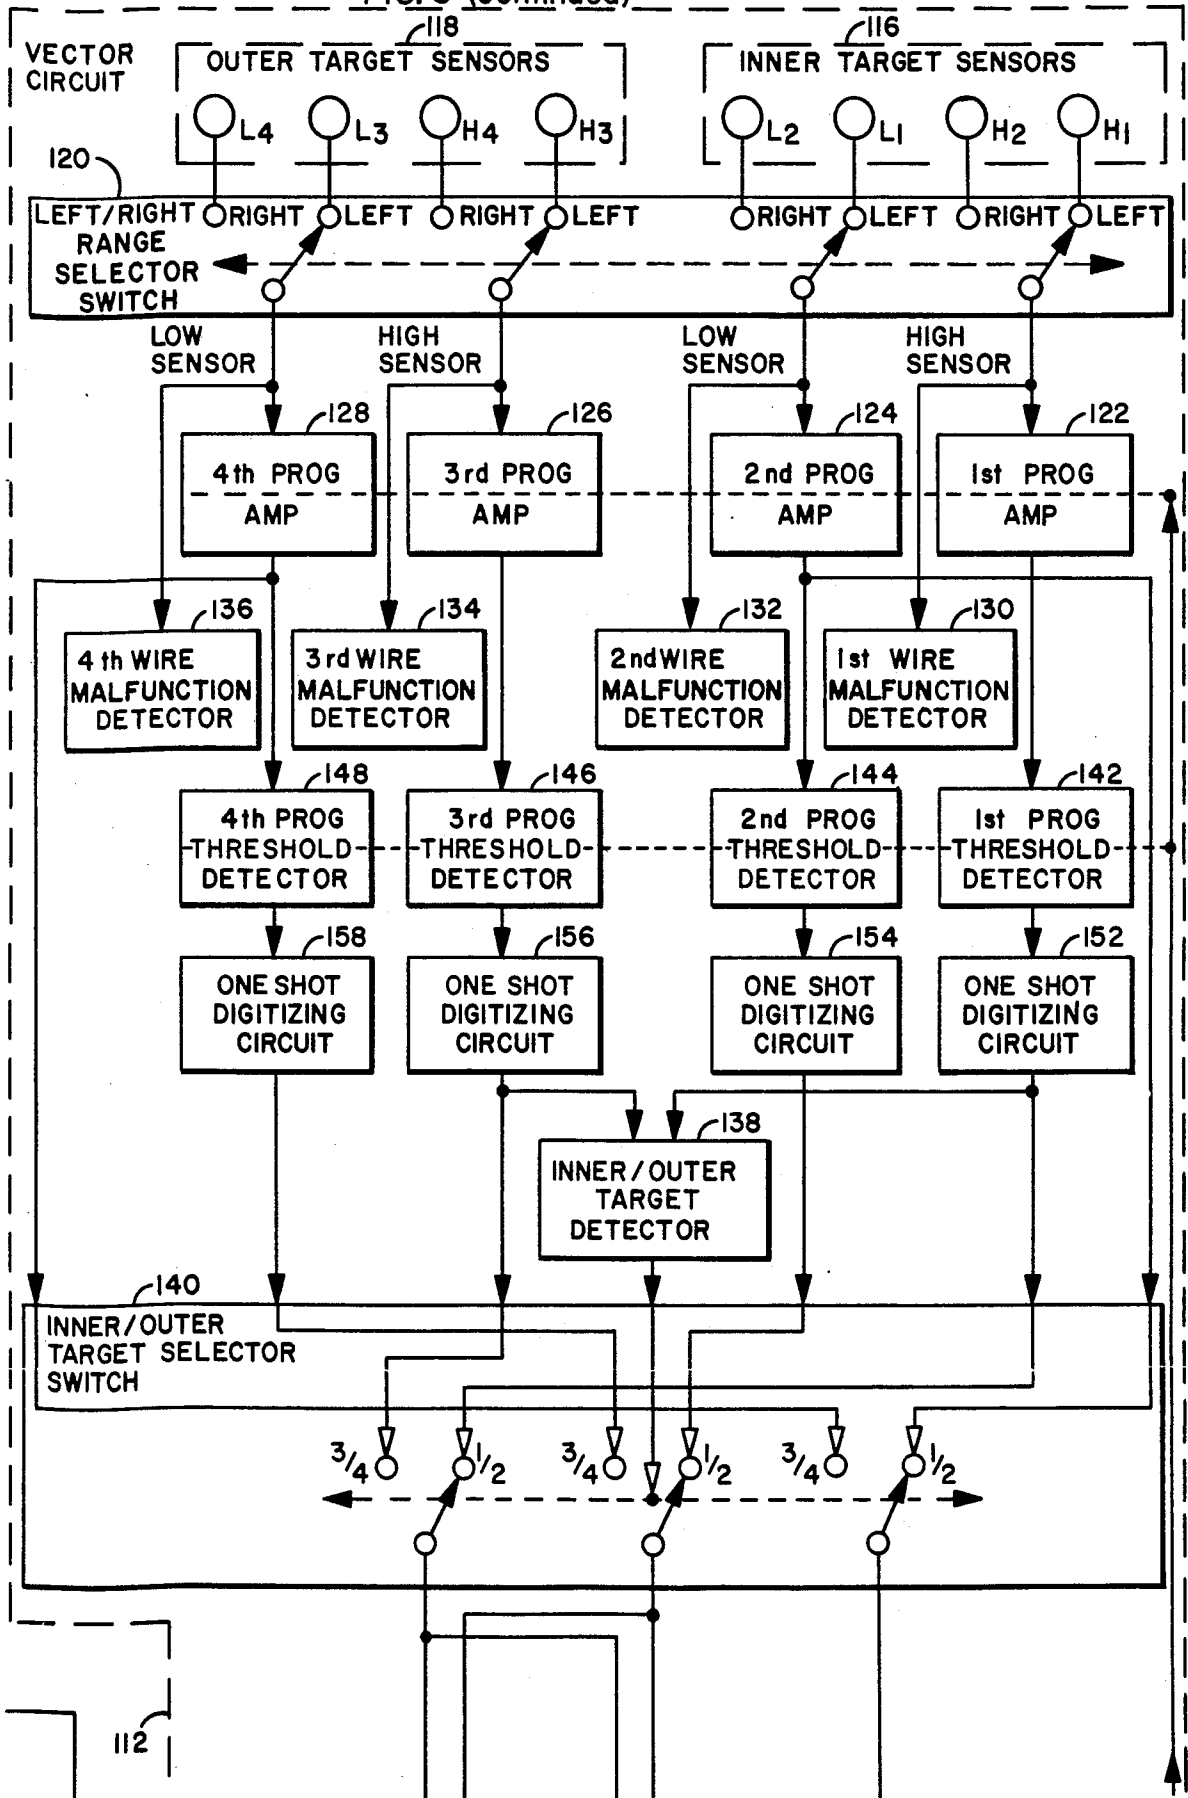 VECTOR
CIRCUIT
118
OUTER TARGET SENSORS
116
INNER TARGET SENSORS
L4 L3 H4 H3 L2 L1 H2 H1
120
LEFT/RIGHT
RANGE
SELECTOR
SWITCH
RIGHT LEFT RIGHT LEFT RIGHT LEFT RIGHT LEFT
LOW
SENSOR
HIGH
SENSOR
LOW
SENSOR
HIGH
SENSOR
128 126 124 122
4th PROG
AMP
3rd PROG
AMP
2nd PROG
AMP
1st PROG
AMP
136 134 132 130
4th WIRE
MALFUNCTION
DETECTOR
3rd WIRE
MALFUNCTION
DETECTOR
2nd WIRE
MALFUNCTION
DETECTOR
1st WIRE
MALFUNCTION
DETECTOR
148 146 144 142
4th PROG
THRESHOLD
DETECTOR
3rd PROG
THRESHOLD
DETECTOR
2nd PROG
THRESHOLD
DETECTOR
1st PROG
THRESHOLD
DETECTOR
158 156 154 152
ONE SHOT
DIGITIZING
CIRCUIT
ONE SHOT
DIGITIZING
CIRCUIT
ONE SHOT
DIGITIZING
CIRCUIT
ONE SHOT
DIGITIZING
CIRCUIT
138
INNER/OUTER
TARGET
DETECTOR
140
INNER/OUTER
TARGET SELECTOR
SWITCH
3/4 1/2 3/4 1/2 3/4 1/2
112